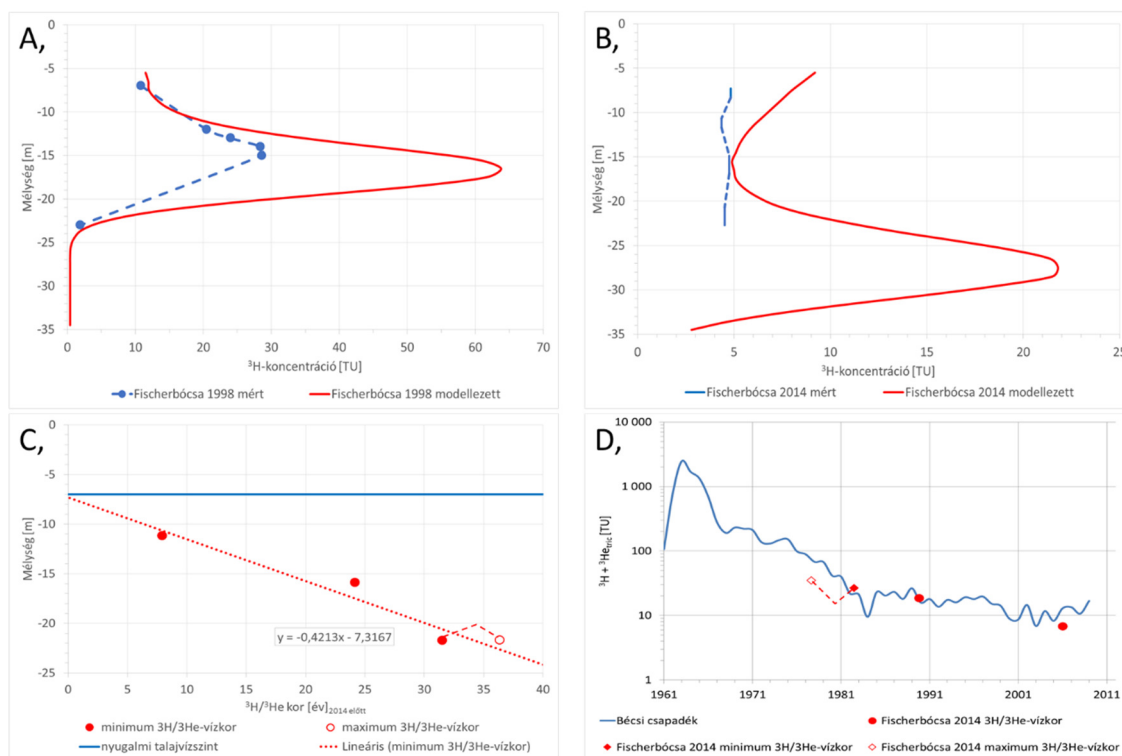 A,
-0
-5
-10
-15
-20
-25
-30
-35
Mélység [m]
0 10 20 30 40 50 60 70
³H-koncentráció [TU]
Fischerbócsa 1998 mért
Fischerbócsa 1998 modellezett
B,
-0
-5
-10
-15
-20
-25
-30
-35
Mélység [m]
0 5 10 15 20 25
³H-koncentráció [TU]
Fischerbócsa 2014 mért
Fischerbócsa 2014 modellezett
C,
0
-5
-10
-15
-20
-25
Mélység [m]
y = -0,4213x - 7,3167
0 5 10 15 20 25 30 35 40
³H/³He kor [év]2014 előtt
minimum 3H/3He-vízkor
maximum 3H/3He-vízkor
nyugalmi talajvízszint
Lineáris (minimum 3H/3He-vízkor)
D,
10 000
1 000
100
10
1
³H + ³Hetric [TU]
1961 1971 1981 1991 2001 2011
Bécsi csapadék
Fischerbócsa 2014 3H/3He-vízkor
Fischerbócsa 2014 minimum 3H/3He-vízkor
Fischerbócsa 2014 maximum 3H/3He-vízkor